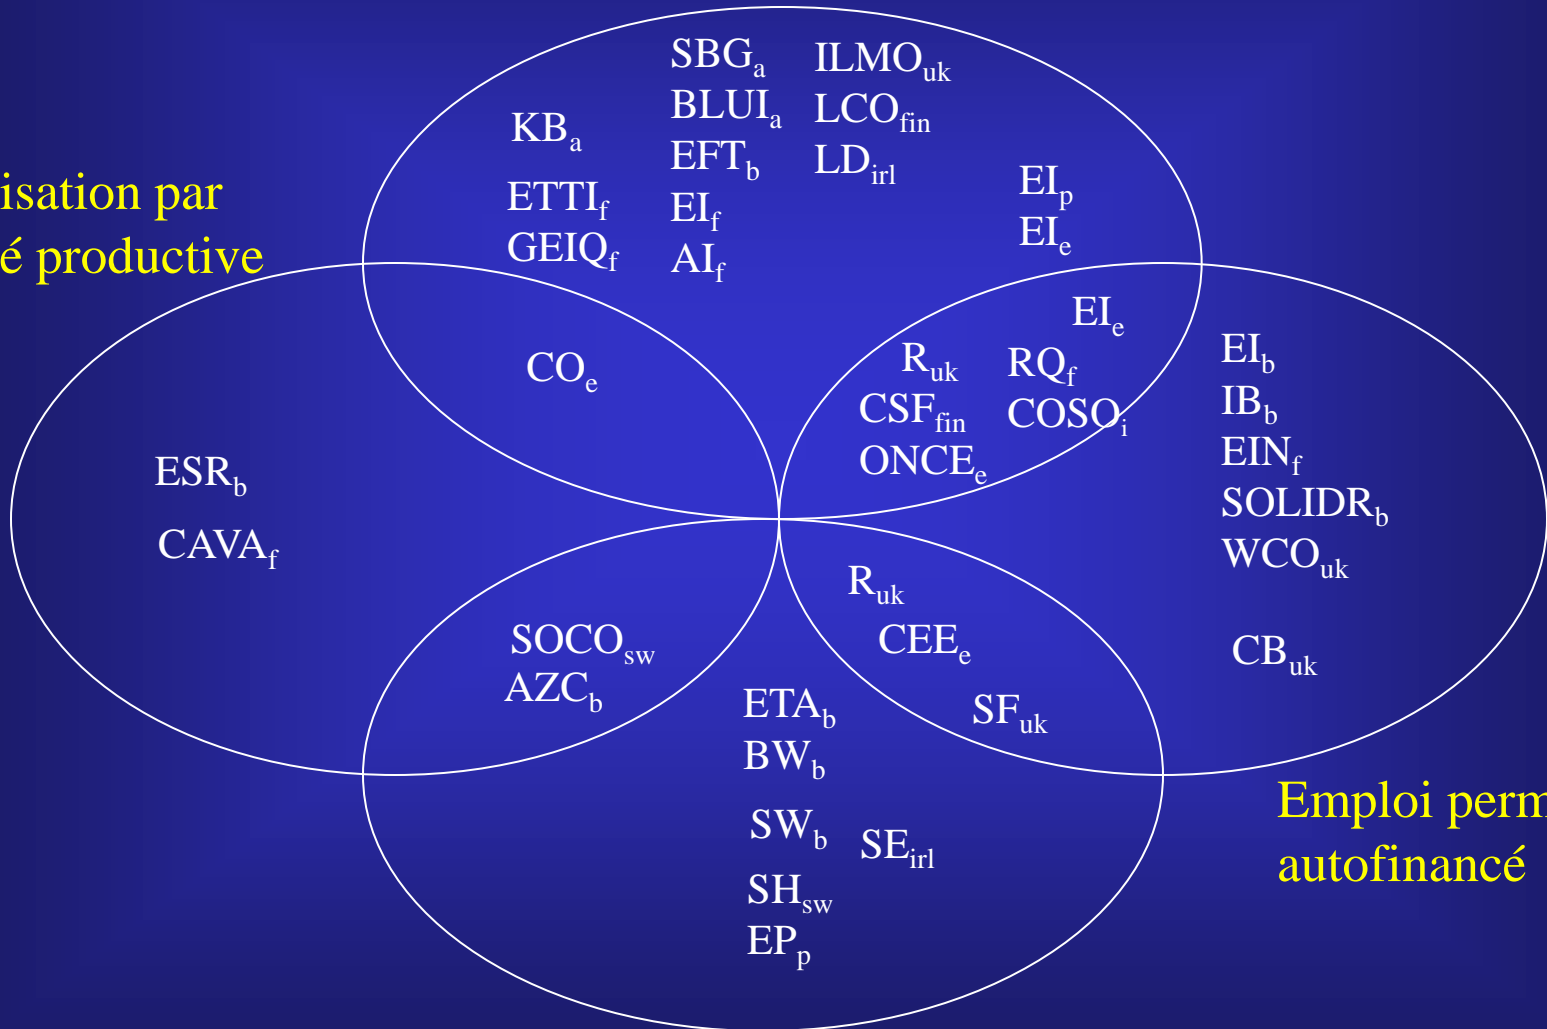 SBGa
BLUIa
EFTb
EIf
AIf
ILMOuk
LCOfin
LDirl
KBa
ETTIf
GEIQf
EIp
EIe
isation par
é productive
COe
EIe
Ruk
CSFfin
ONCEe
RQf
COSOi
EIb
IBb
EINf
SOLIDRb
WCOuk
CBuk
ESRb
CAVAf
SOCOsw
AZCb
Ruk
CEEe
SFuk
ETAb
BWb
SWb
SEirl
SHsw
EPp
Emploi perm
autofinancé